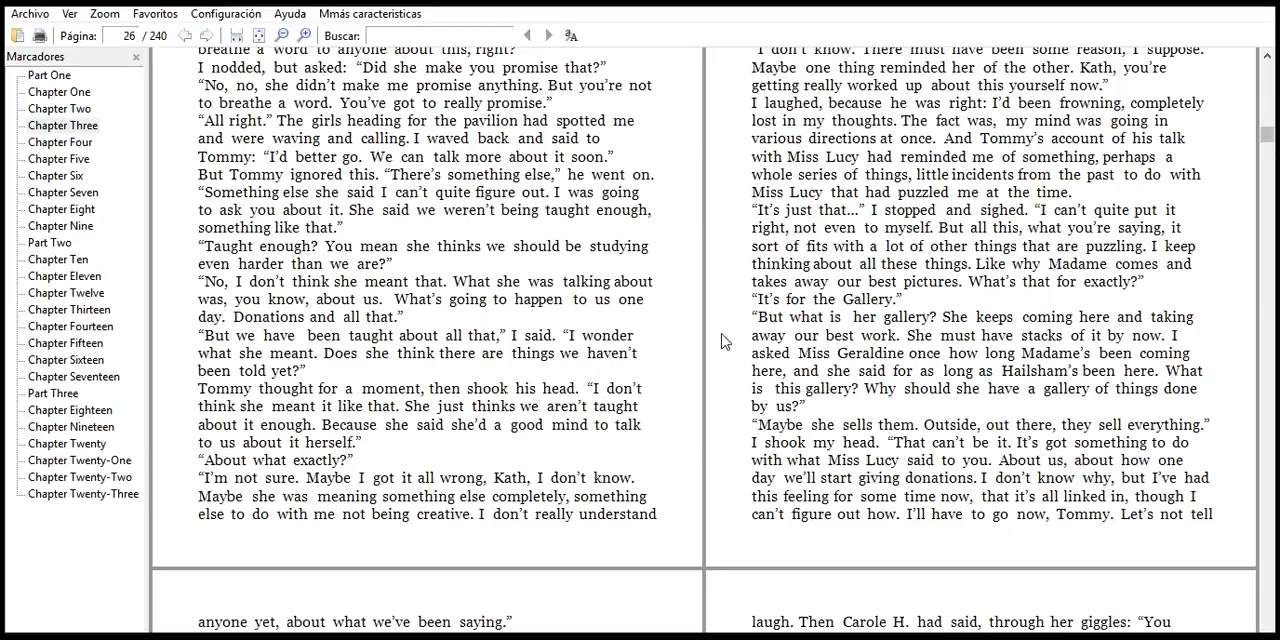 Archivo Ver Zoom Favoritos Configuración Ayuda Mmás caracteristicas
Página: 26 / 240 Buscar:
Marcadores
Part One
Chapter One
Chapter Two
Chapter Three
Chapter Four
Chapter Five
Chapter Six
Chapter Seven
Chapter Eight
Chapter Nine
Part Two
Chapter Ten
Chapter Eleven
Chapter Twelve
Chapter Thirteen
Chapter Fourteen
Chapter Fifteen
Chapter Sixteen
Chapter Seventeen
Part Three
Chapter Eighteen
Chapter Nineteen
Chapter Twenty
Chapter Twenty-One
Chapter Twenty-Two
Chapter Twenty-Three
breathe a word to anyone about this, right?
I nodded, but asked: “Did she make you promise that?”
“No, no, she didn’t make me promise anything. But you’re not
to breathe a word. You’ve got to really promise.”
“All right.” The girls heading for the pavilion had spotted me
and were waving and calling. I waved back and said to
Tommy: “I’d better go. We can talk more about it soon.”
But Tommy ignored this. “There’s something else,” he went on.
“Something else she said I can’t quite figure out. I was going
to ask you about it. She said we weren’t being taught enough,
something like that.”
“Taught enough? You mean she thinks we should be studying
even harder than we are?”
“No, I don’t think she meant that. What she was talking about
was, you know, about us. What’s going to happen to us one
day. Donations and all that.”
“But we have been taught about all that,” I said. “I wonder
what she meant. Does she think there are things we haven’t
been told yet?”
Tommy thought for a moment, then shook his head. “I don’t
think she meant it like that. She just thinks we aren’t taught
about it enough. Because she said she’d a good mind to talk
to us about it herself.”
“About what exactly?”
“I’m not sure. Maybe I got it all wrong, Kath, I don’t know.
Maybe she was meaning something else completely, something
else to do with me not being creative. I don’t really understand
“I don’t know. There must have been some reason, I suppose.
Maybe one thing reminded her of the other. Kath, you’re
getting really worked up about this yourself now.”
I laughed, because he was right: I’d been frowning, completely
lost in my thoughts. The fact was, my mind was going in
various directions at once. And Tommy’s account of his talk
with Miss Lucy had reminded me of something, perhaps a
whole series of things, little incidents from the past to do with
Miss Lucy that had puzzled me at the time.
“It’s just that...” I stopped and sighed. “I can’t quite put it
right, not even to myself. But all this, what you’re saying, it
sort of fits with a lot of other things that are puzzling. I keep
thinking about all these things. Like why Madame comes and
takes away our best pictures. What’s that for exactly?”
“It’s for the Gallery.”
“But what is her gallery? She keeps coming here and taking
away our best work. She must have stacks of it by now. I
asked Miss Geraldine once how long Madame’s been coming
here, and she said for as long as Hailsham’s been here. What
is this gallery? Why should she have a gallery of things done
by us?”
“Maybe she sells them. Outside, out there, they sell everything.”
I shook my head. “That can’t be it. It’s got something to do
with what Miss Lucy said to you. About us, about how one
day we’ll start giving donations. I don’t know why, but I’ve had
this feeling for some time now, that it’s all linked in, though I
can’t figure out how. I’ll have to go now, Tommy. Let’s not tell
anyone yet, about what we’ve been saying.”
laugh. Then Carole H. had said, through her giggles: “You